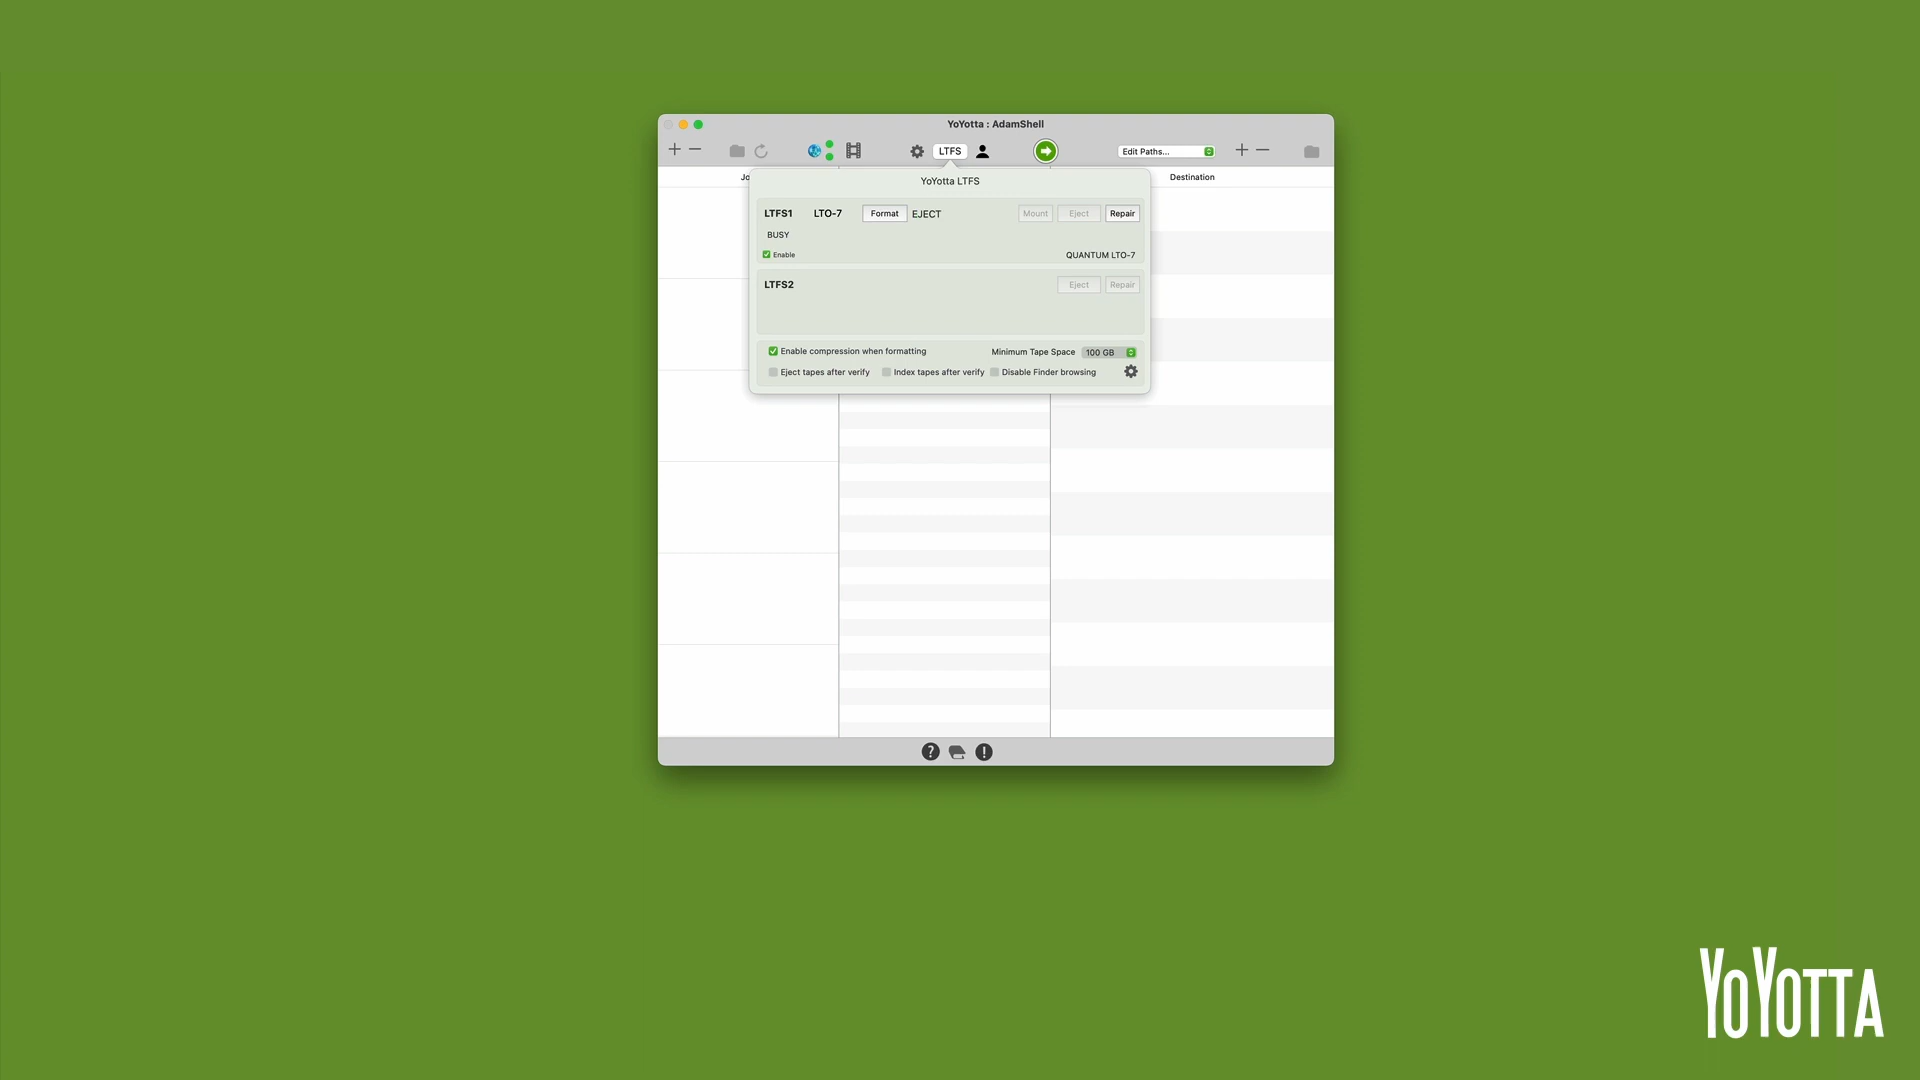 YoYotta : AdamShell
LTFS
Edit Paths...
Jo
Destination
YoYotta LTFS
LTFS1 LTO-7 Format EJECT Mount Eject Repair
BUSY
Enable QUANTUM LTO-7
LTFS2 Eject Repair
Enable compression when formatting Minimum Tape Space 100 GB
Eject tapes after verify Index tapes after verify Disable Finder browsing
YOYOTTA